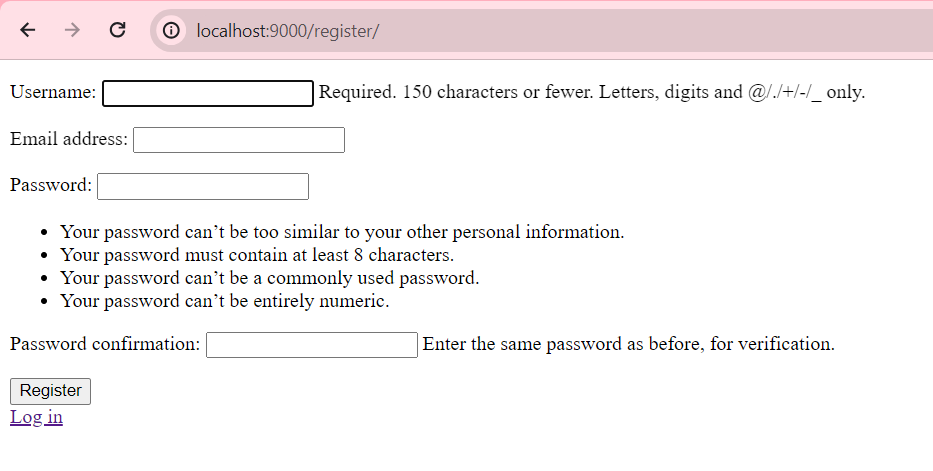 localhost:9000/register/
Username: Required. 150 characters or fewer. Letters, digits and @/./+/-/_ only.
Email address:
Password:
• Your password can’t be too similar to your other personal information.
• Your password must contain at least 8 characters.
• Your password can’t be a commonly used password.
• Your password can’t be entirely numeric.
Password confirmation: Enter the same password as before, for verification.
Register
Log in